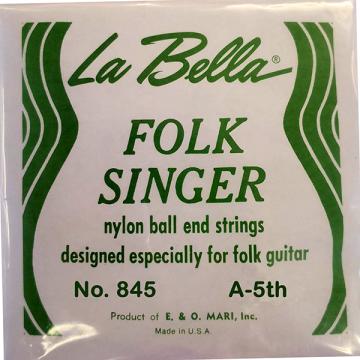 La Bella®
FOLK
SINGER
nylon ball end strings
designed especially for folk guitar
No. 845 A-5th
Product of E. & O. MARI, Inc.
Made in U.S.A.